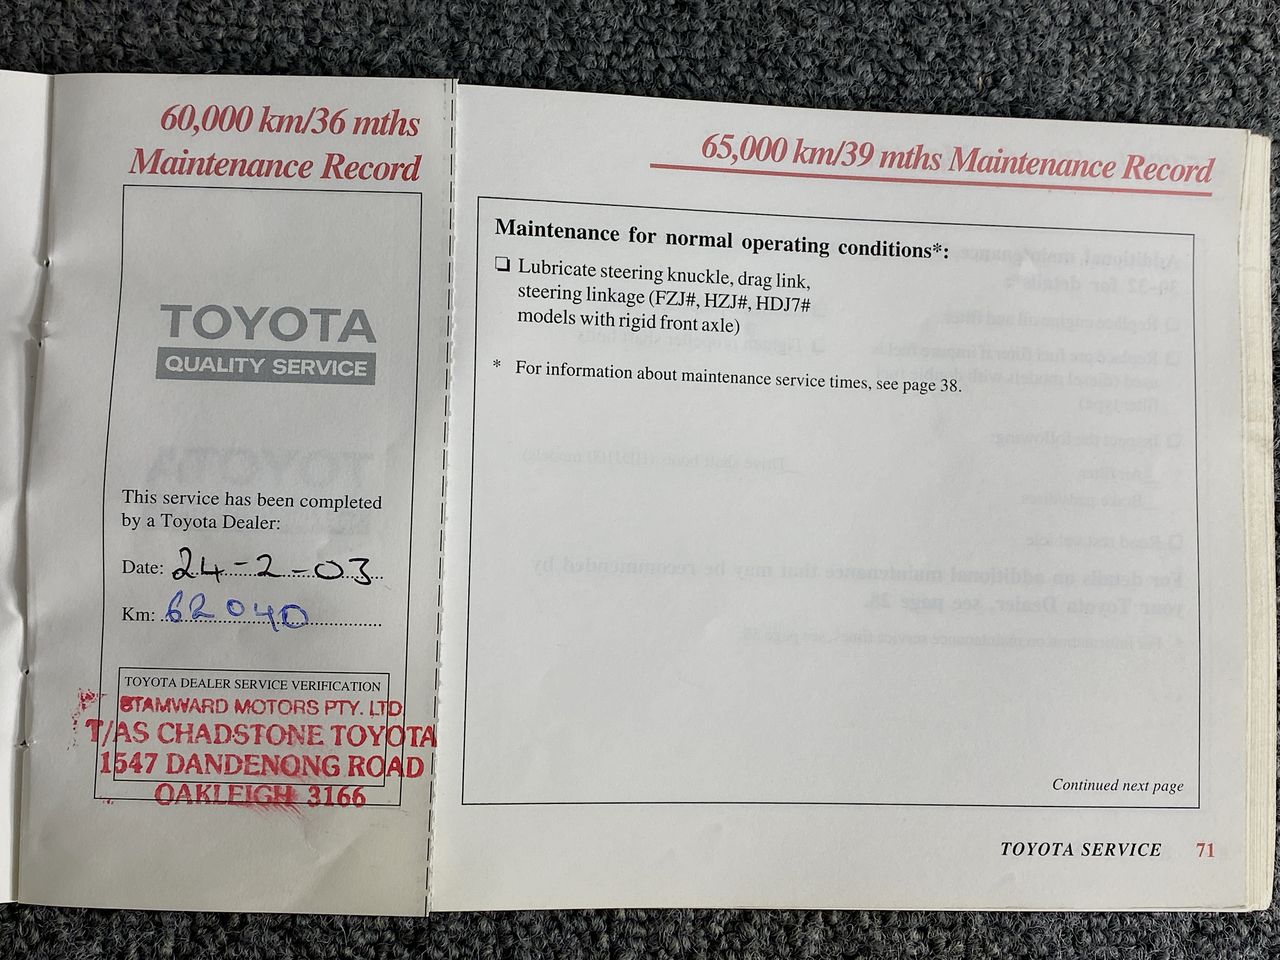 60,000 km/36 mths
Maintenance Record
TOYOTA
QUALITY SERVICE
This service has been completed
by a Toyota Dealer:
Date: 24-2-03
Km: 62040
TOYOTA DEALER SERVICE VERIFICATION
STAMWARD MOTORS PTY. LTD
T/AS CHADSTONE TOYOTA
1547 DANDENONG ROAD
OAKLEIGH 3166
65,000 km/39 mths Maintenance Record
Maintenance for normal operating conditions*:
❏ Lubricate steering knuckle, drag link,
steering linkage (FZJ#, HZJ#, HDJ7#
models with rigid front axle)
* For information about maintenance service times, see page 38.
Continued next page
TOYOTA SERVICE 71